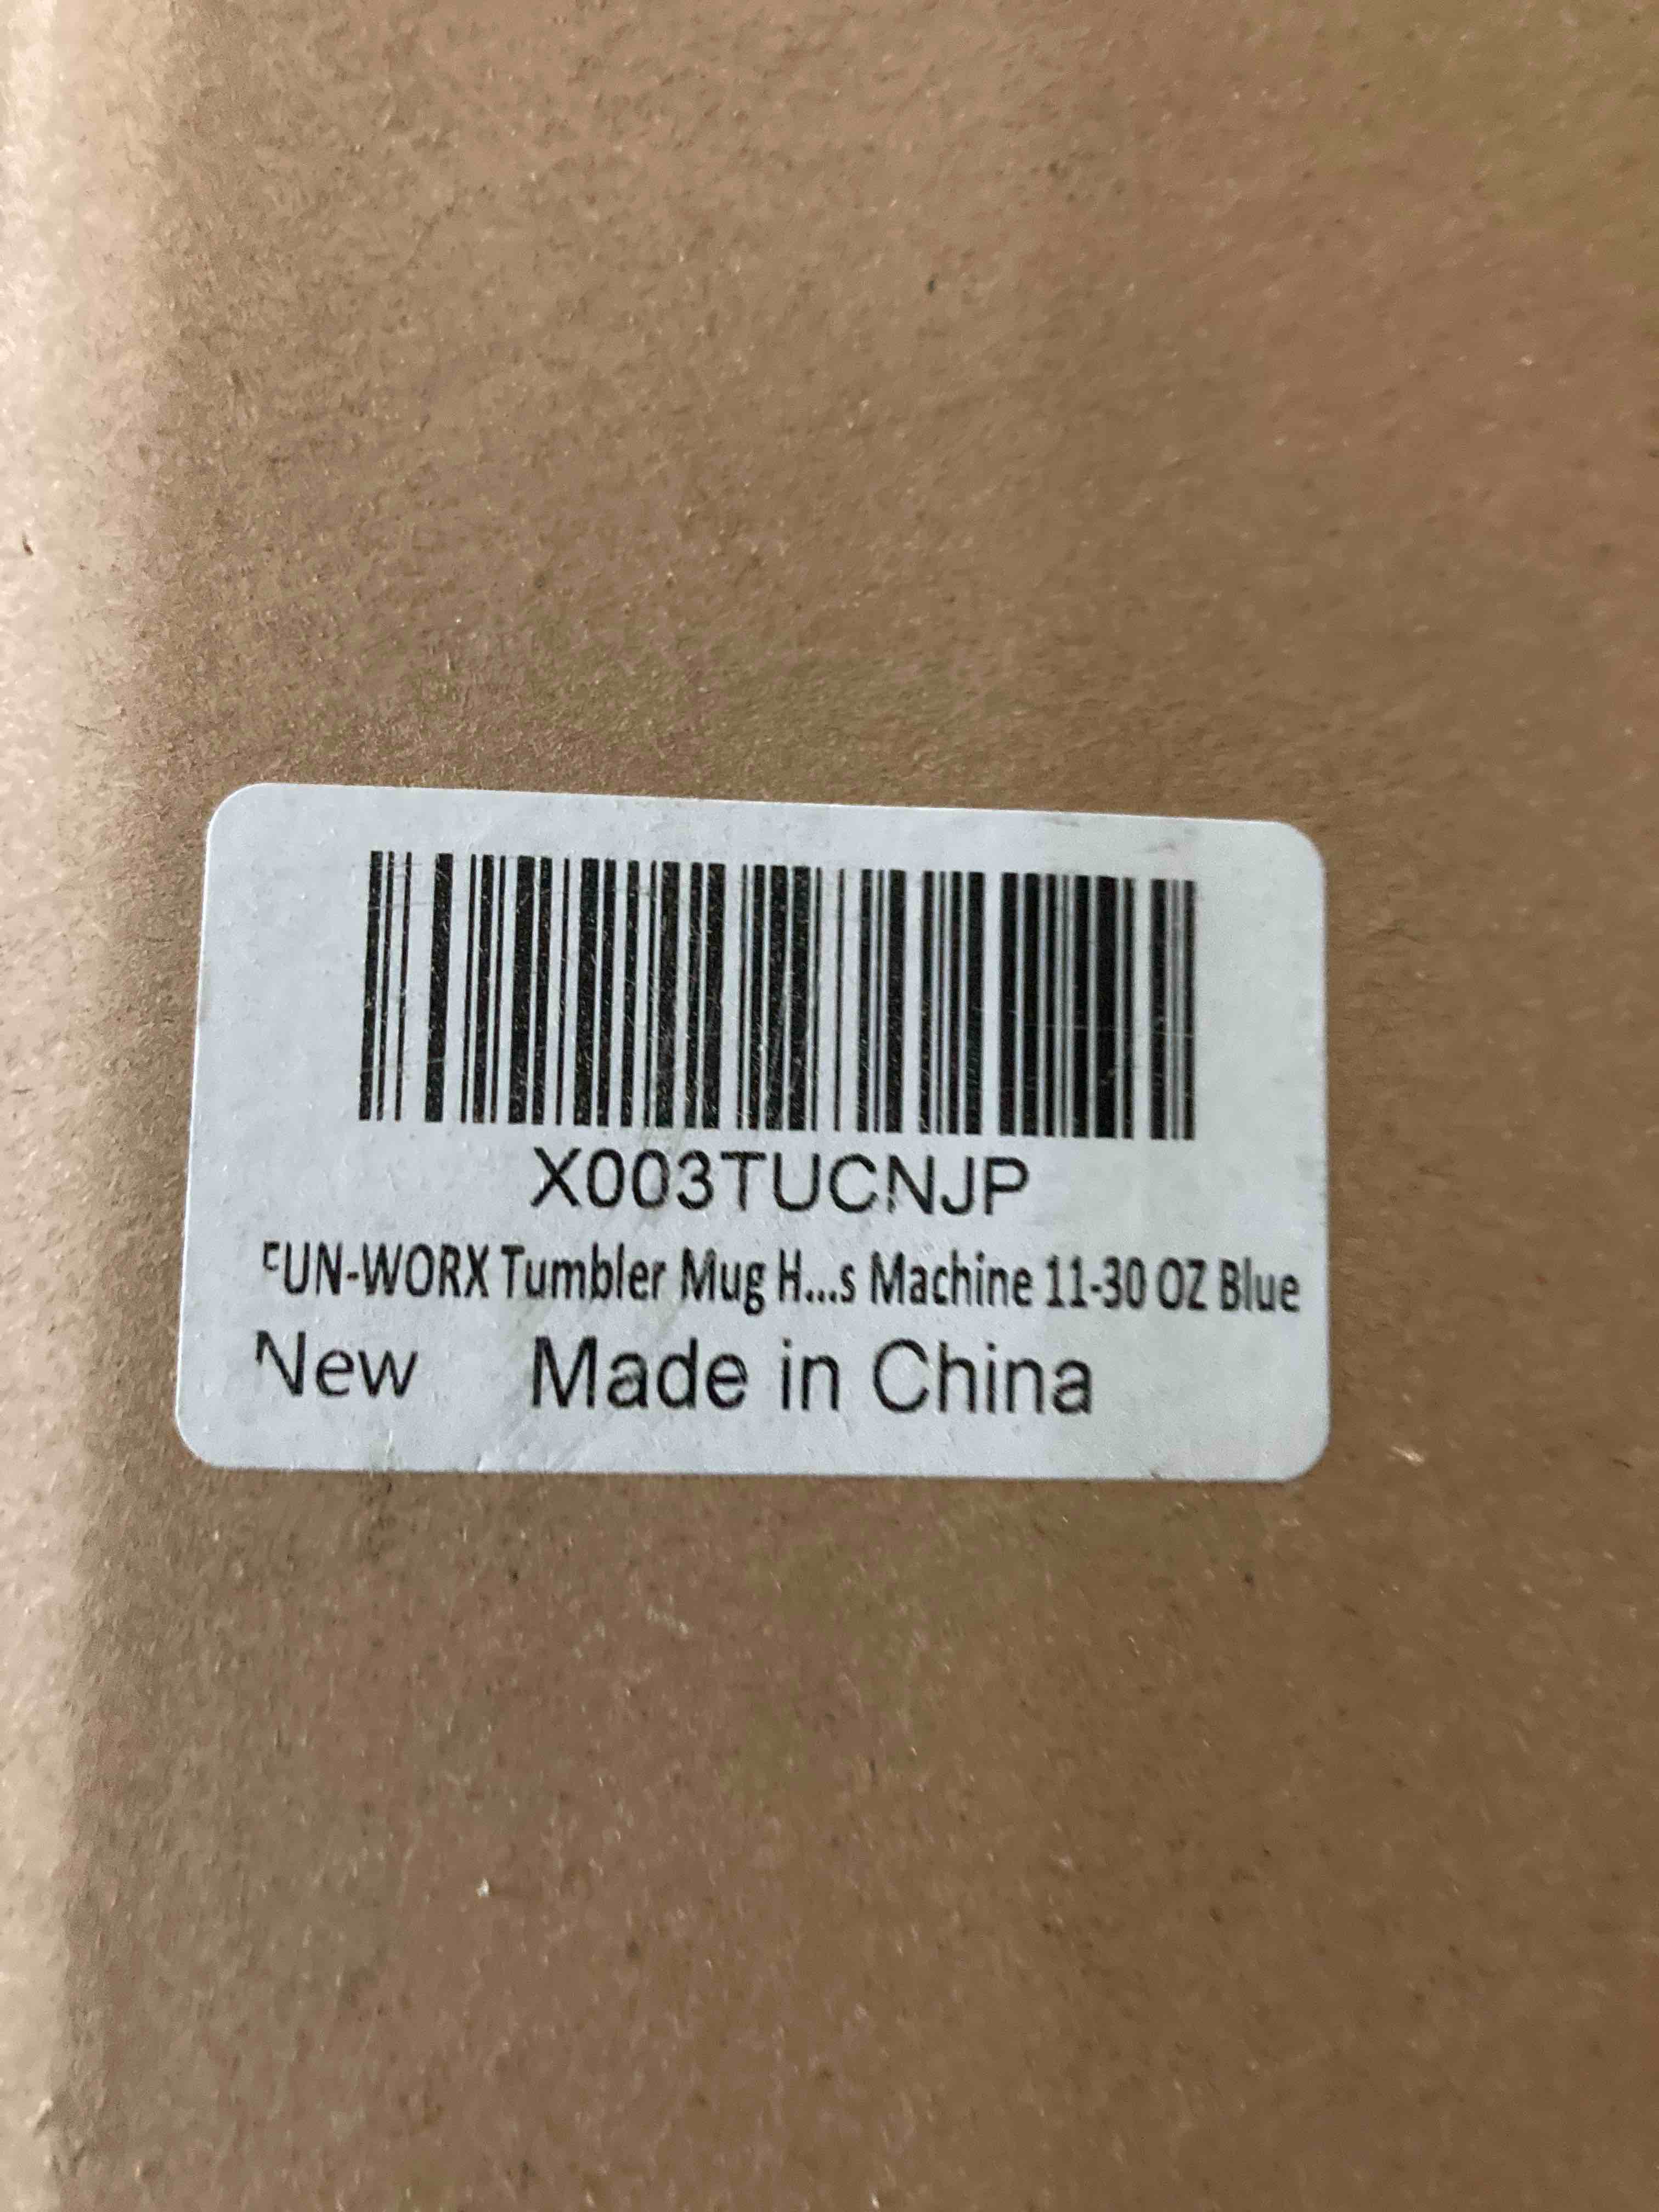 X003TUCNJP
FUN-WORX Tumbler Mug H...s Machine 11-30 OZ Blue
New Made in China